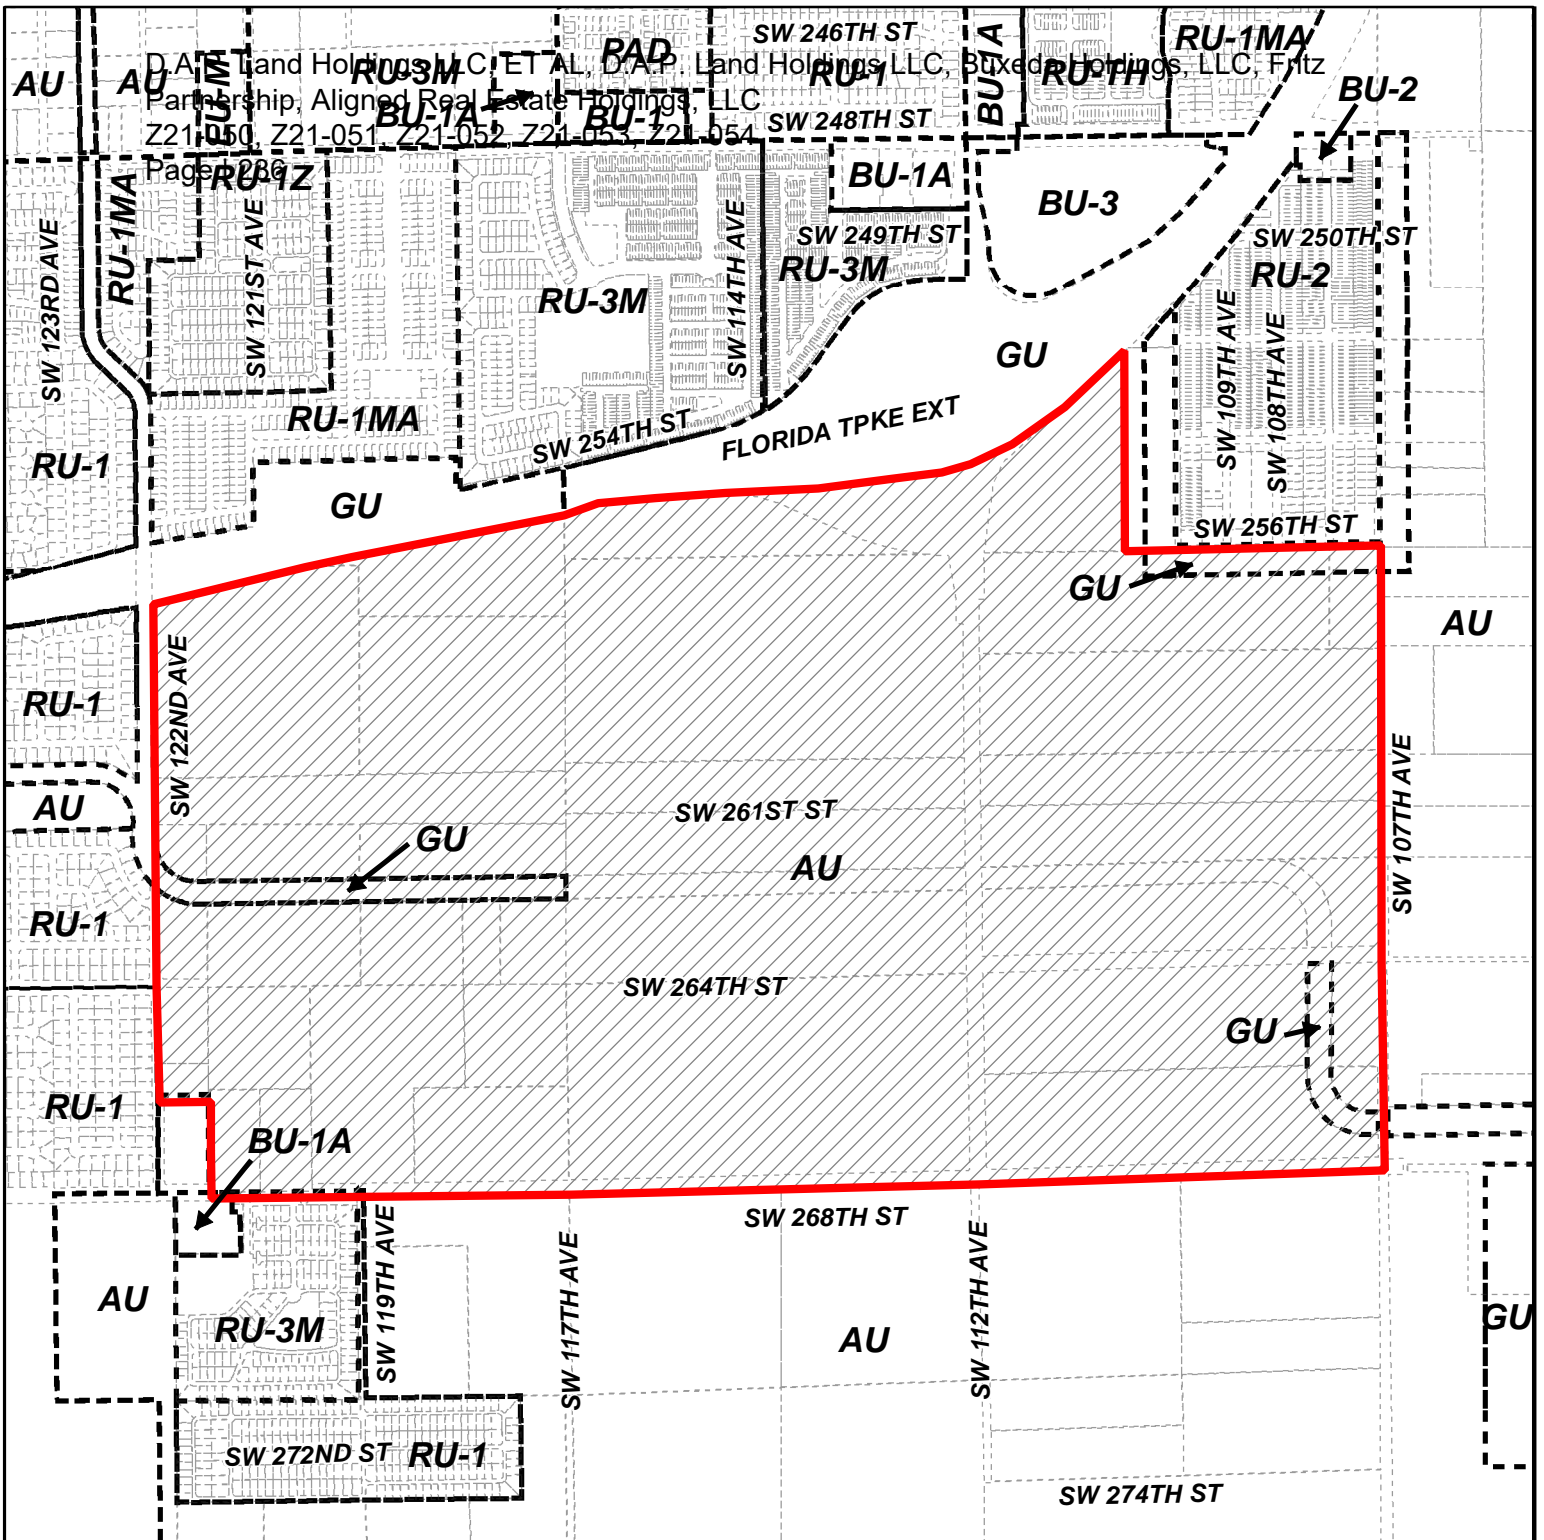 D.A.P. Land Holdings, LLC, ET AL, D.A.P. Land Holdings LLC, Buxeda Holdings, LLC, Fritz
Partnership, Aligned Real Estate Holdings, LLC
Z21-050, Z21-051, Z21-052, Z21-053, Z21-054
Page | 236
SW 246TH ST
PAD
RU-1MA
AU
AU
EU-M
RU-3M
RU-1
BU-1A
RU-TH
BU-2
BU-1A
BU-1
SW 248TH ST
RU-1Z
BU-1A
BU-3
RU-1MA
SW 123RD AVE
SW 121ST AVE
SW 114TH AVE
SW 249TH ST
SW 250TH ST
RU-3M
RU-2
RU-3M
GU
SW 109TH AVE
SW 108TH AVE
RU-1MA
SW 254TH ST
FLORIDA TPKE EXT
RU-1
GU
SW 256TH ST
GU
AU
RU-1
SW 122ND AVE
SW 107TH AVE
AU
SW 261ST ST
GU
AU
RU-1
SW 264TH ST
GU
RU-1
BU-1A
SW 268TH ST
SW 119TH AVE
SW 117TH AVE
SW 112TH AVE
AU
RU-3M
AU
GU
SW 272ND ST
RU-1
SW 274TH ST